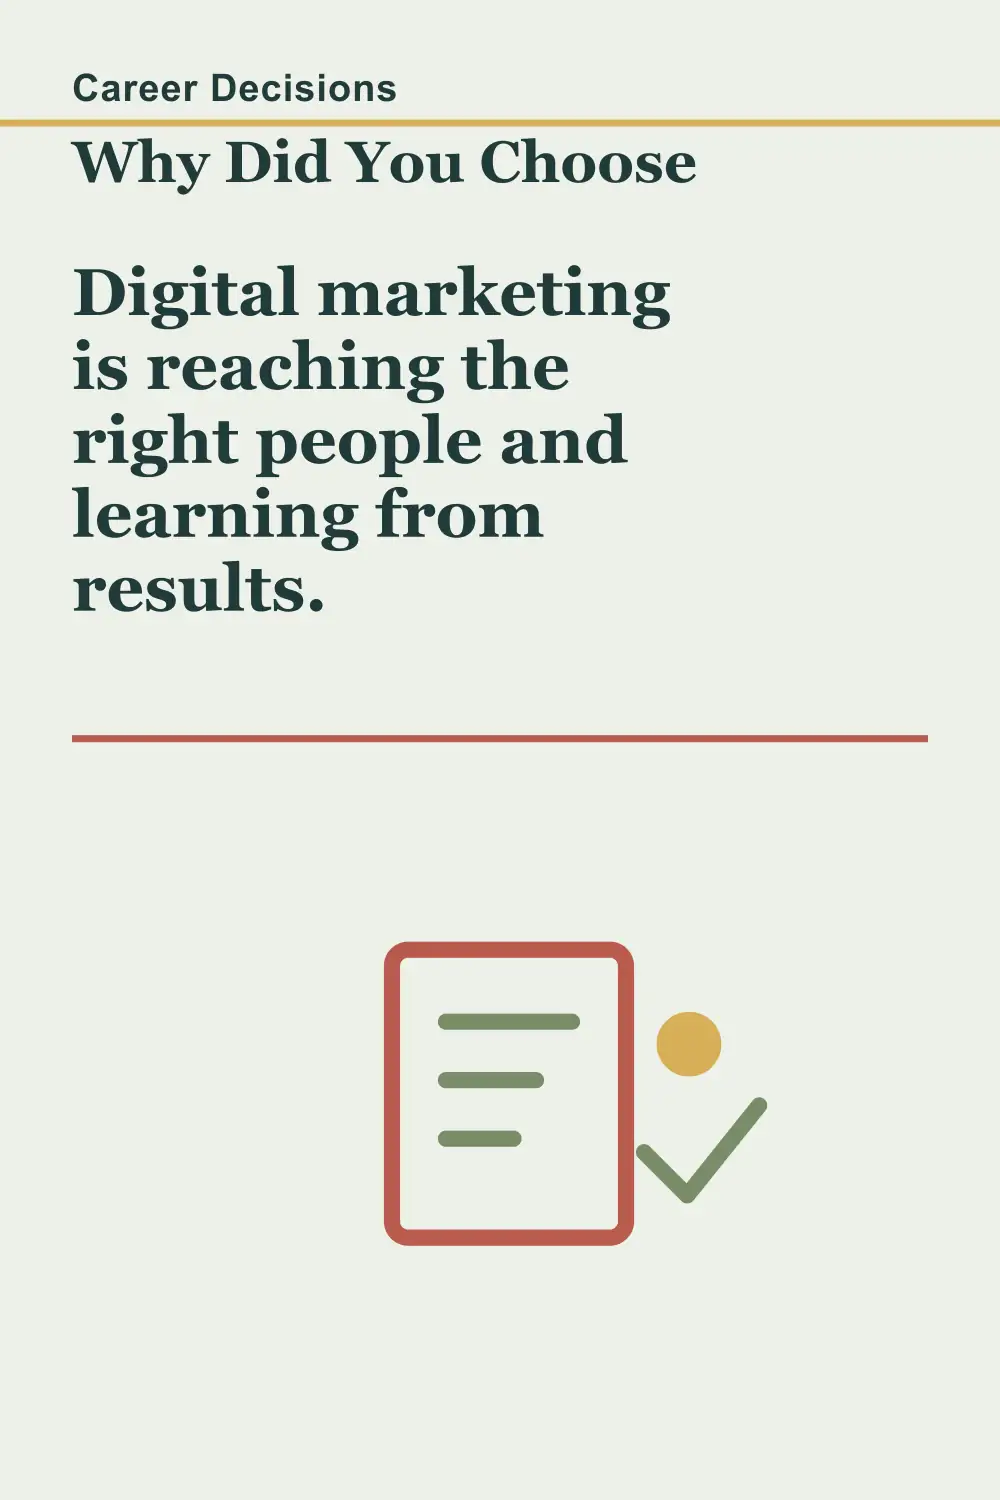 Career Decisions
Why Did You Choose
Digital marketing
is reaching the
right people and
learning from
results.